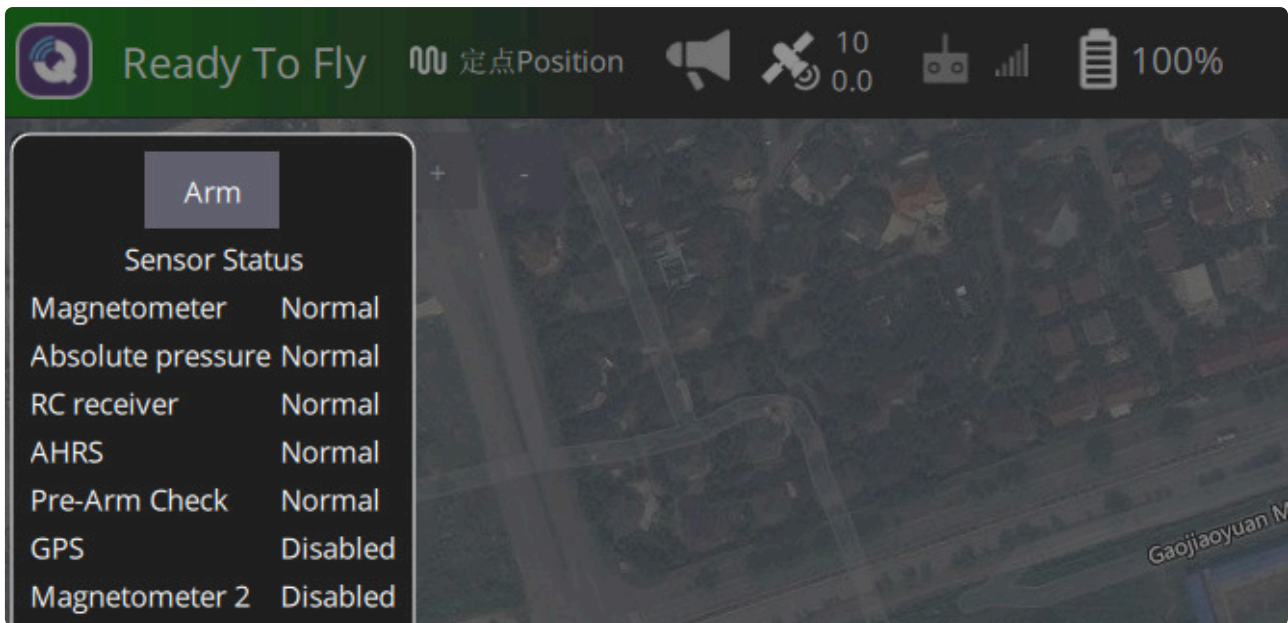 Ready To Fly 定点Position 10 100%
0.0
Arm + -
Sensor Status
Magnetometer Normal
Absolute pressure Normal
RC receiver Normal
AHRS Normal
Pre-Arm Check Normal
GPS Disabled
Magnetometer 2 Disabled
Gaojiaoyuan M